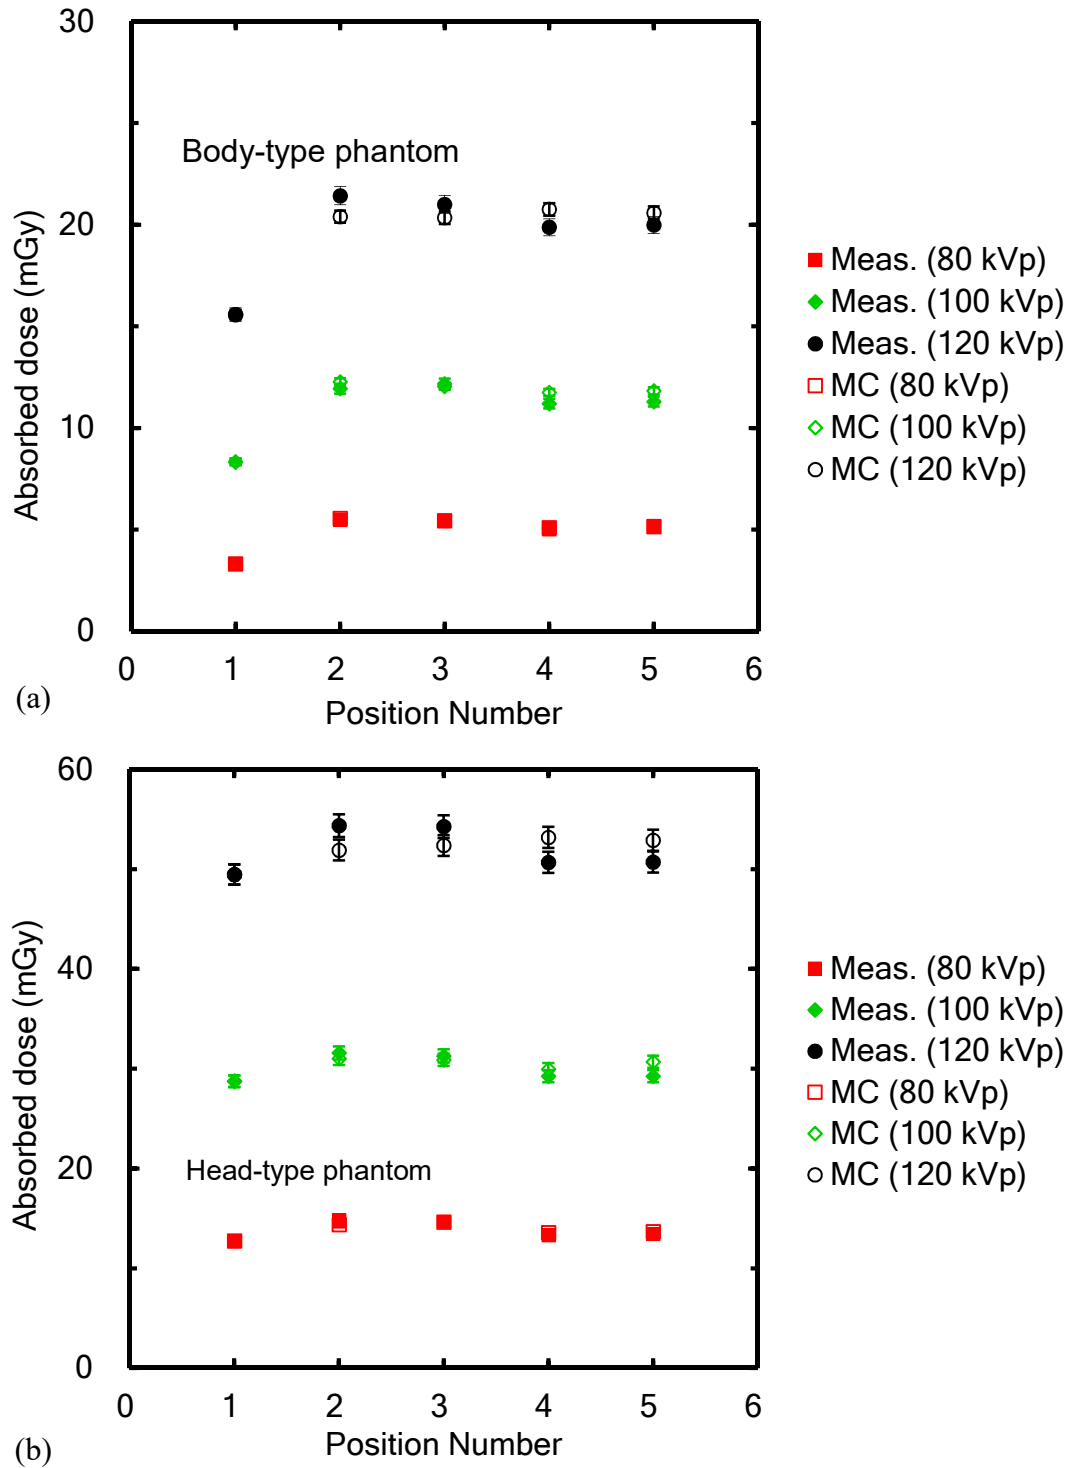 30
Body-type phantom
20
10
0
Absorbed dose (mGy)
0 1 2 3 4 5 6
Position Number
(a)
Meas. (80 kVp)
Meas. (100 kVp)
Meas. (120 kVp)
MC (80 kVp)
MC (100 kVp)
MC (120 kVp)
60
40
20
0
Absorbed dose (mGy)
Head-type phantom
0 1 2 3 4 5 6
Position Number
(b)
Meas. (80 kVp)
Meas. (100 kVp)
Meas. (120 kVp)
MC (80 kVp)
MC (100 kVp)
MC (120 kVp)